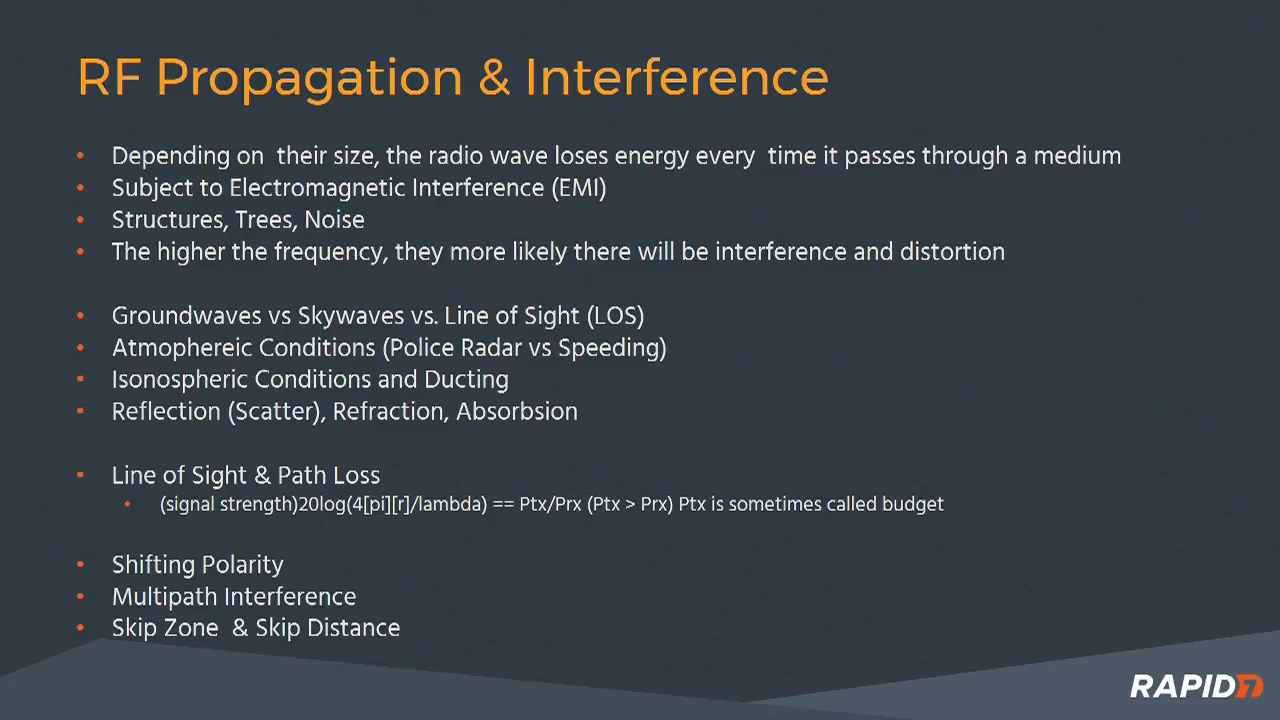 RF Propagation & Interference
• Depending on  their size, the radio wave loses energy every  time it passes through a medium
• Subject to Electromagnetic Interference (EMI)
• Structures, Trees, Noise
• The higher the frequency, they more likely there will be interference and distortion
• Groundwaves vs Skywaves vs. Line of Sight (LOS)
• Atmophereic Conditions (Police Radar vs Speeding)
• Isonospheric Conditions and Ducting
• Reflection (Scatter), Refraction, Absorbsion
• Line of Sight & Path Loss
• (signal strength)20log(4[pi][r]/lambda) == Ptx/Prx (Ptx > Prx) Ptx is sometimes called budget
• Shifting Polarity
• Multipath Interference
• Skip Zone  & Skip Distance
RAPID7